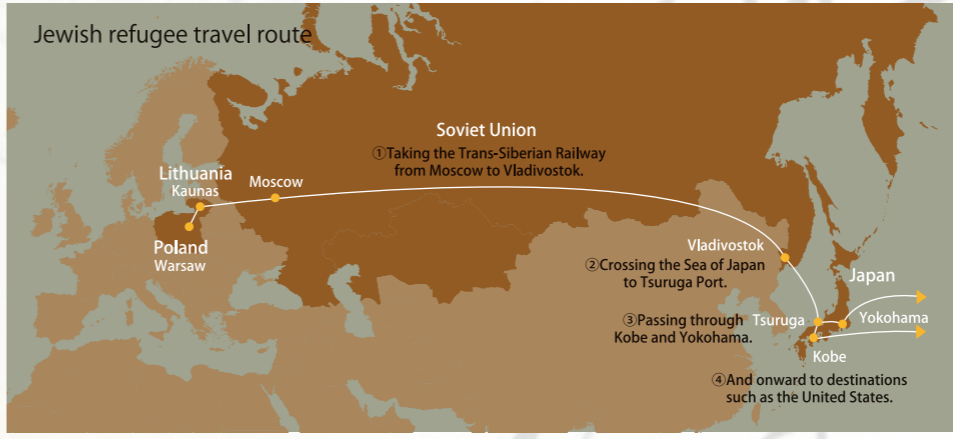 Jewish refugee travel route
Soviet Union
①Taking the Trans-Siberian Railway
from Moscow to Vladivostok.
Lithuania
Kaunas
Moscow
Poland
Warsaw
Vladivostok
②Crossing the Sea of Japan
to Tsuruga Port.
Japan
③Passing through
Kobe and Yokohama.
Tsuruga
Yokohama
Kobe
④And onward to destinations
such as the United States.